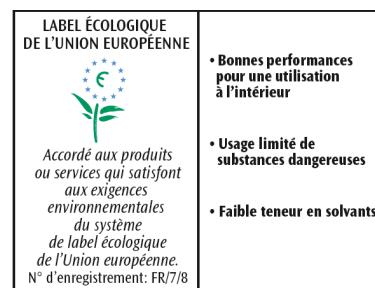 LABEL ÉCOLOGIQUE
DE L'UNION EUROPÉENNE
Accordé aux produits
ou services qui satisfont
aux exigences
environnementales
du système
de label écologique
de l'Union européenne.
N° d'enregistrement: FR/7/8
• Bonnes performances
pour une utilisation
à l'intérieur
• Usage limité de
substances dangereuses
• Faible teneur en solvants